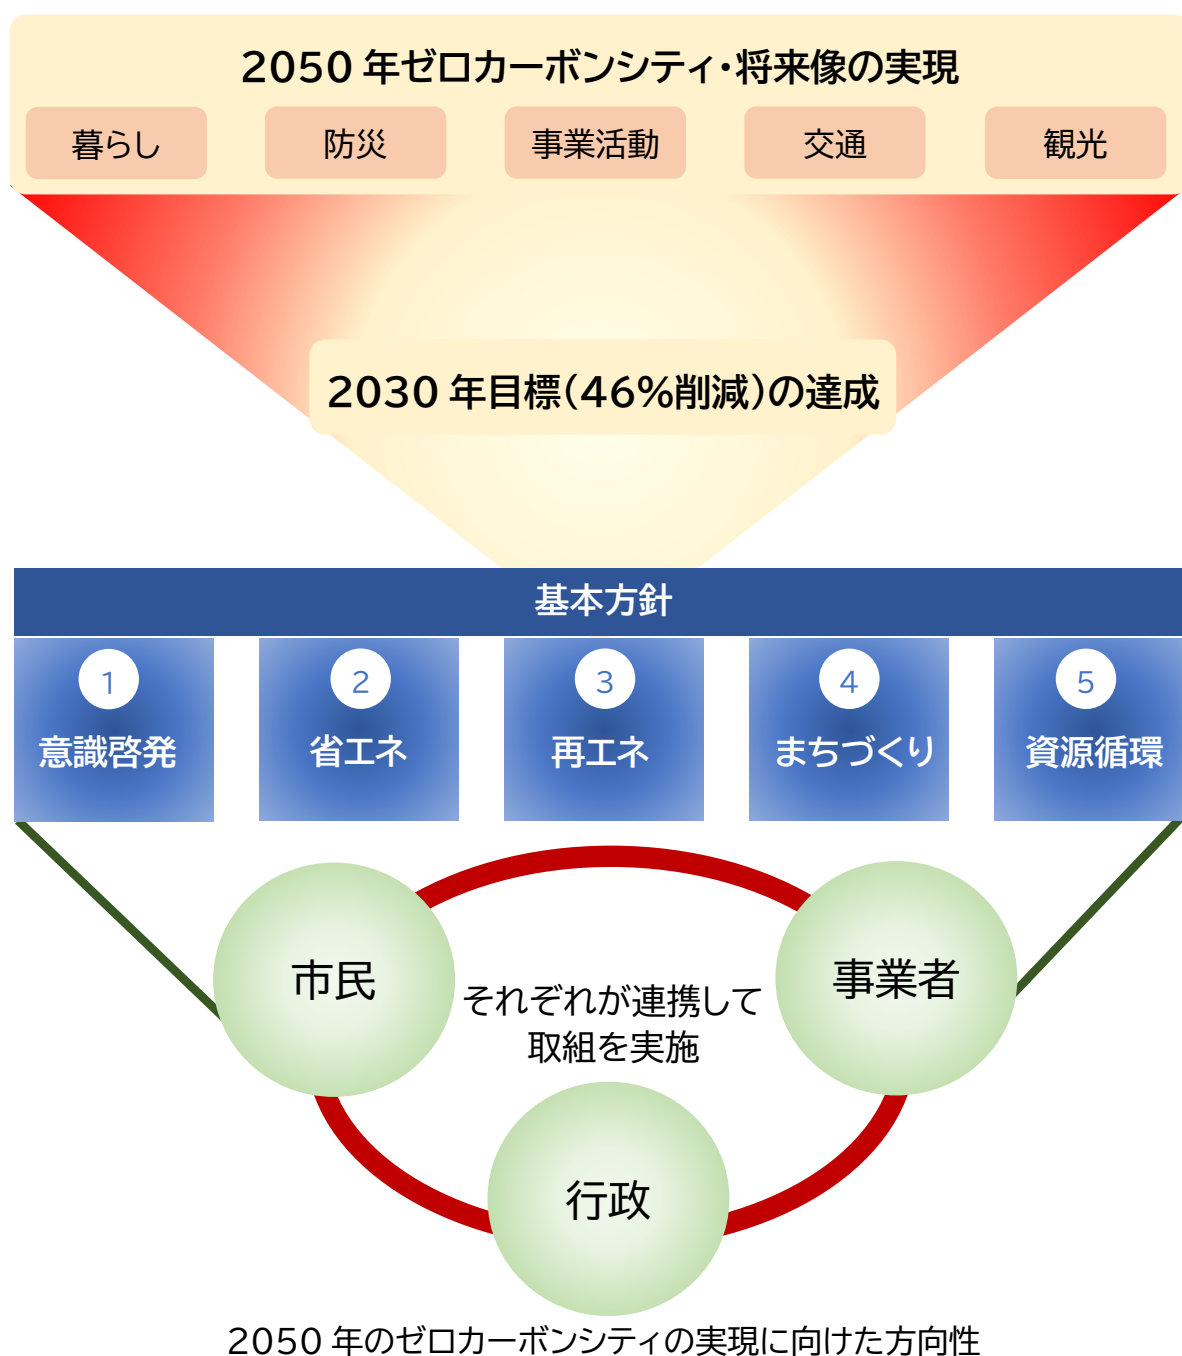 2050 年ゼロカーボンシティ・将来像の実現
暮らし
防災
事業活動
交通
観光
2030 年目標(46%削減)の達成
基本方針
1
意識啓発
2
省エネ
3
再エネ
4
まちづくり
5
資源循環
市民
事業者
それぞれが連携して
取組を実施
行政
2050 年のゼロカーボンシティの実現に向けた方向性